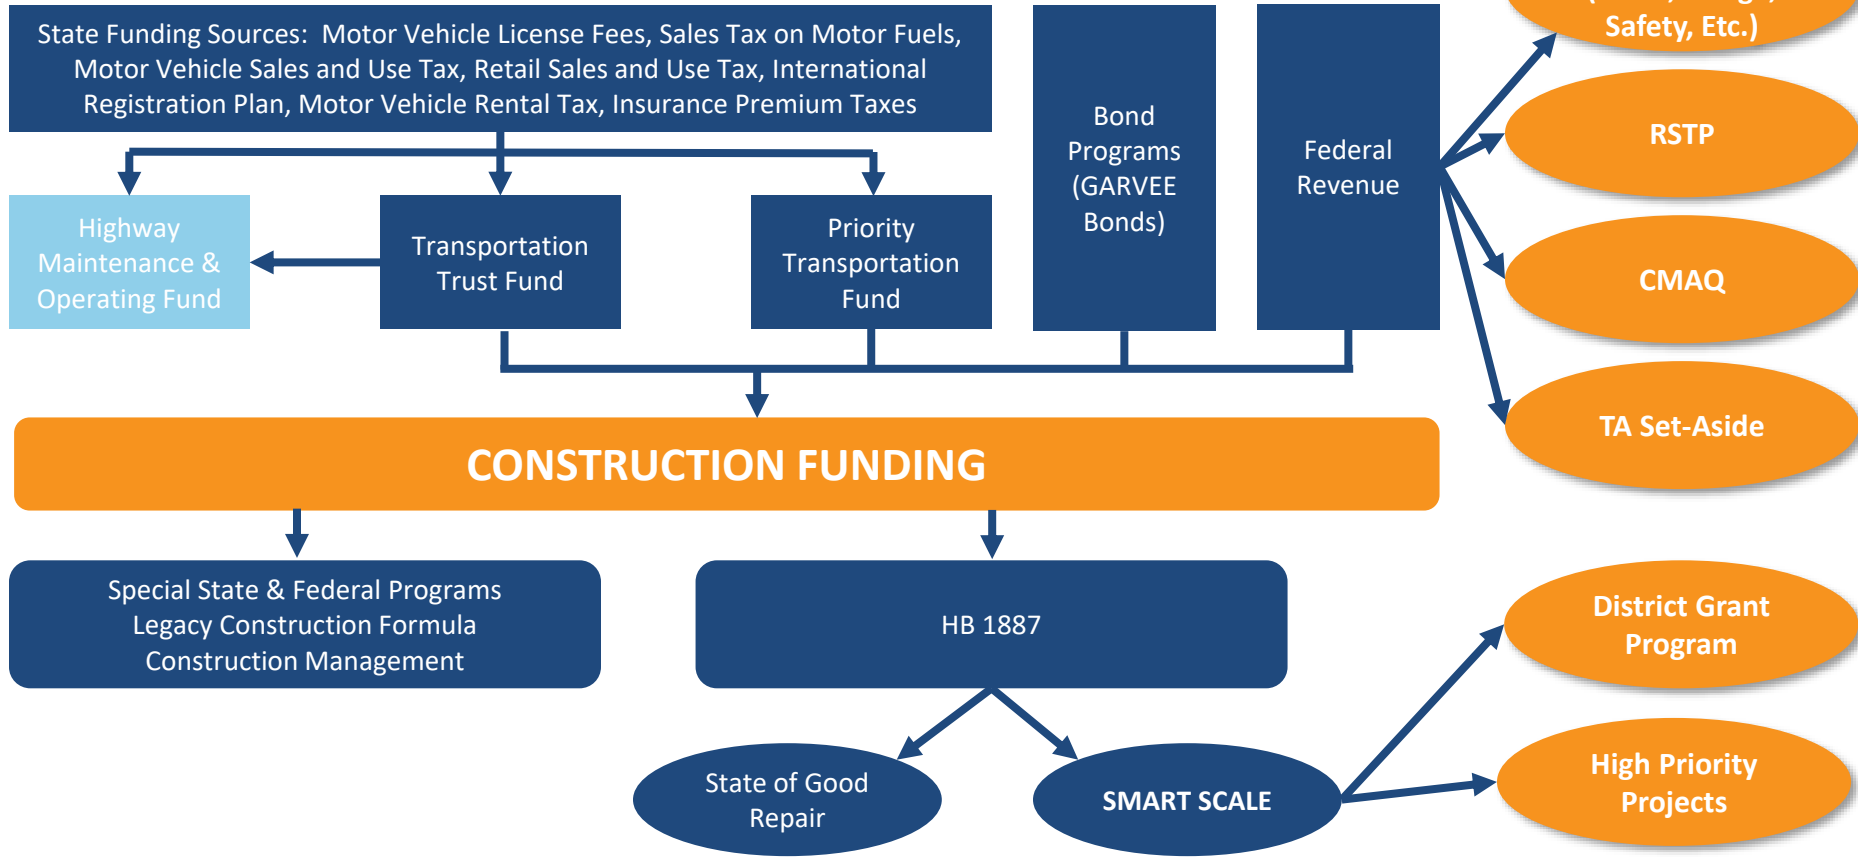 State Funding Sources: Motor Vehicle License Fees, Sales Tax on Motor Fuels,
Motor Vehicle Sales and Use Tax, Retail Sales and Use Tax, International
Registration Plan, Motor Vehicle Rental Tax, Insurance Premium Taxes
Bond
Programs
(GARVEE
Bonds)
Federal
Revenue
Safety, Etc.)
RSTP
CMAQ
TA Set-Aside
Highway
Maintenance &
Operating Fund
Transportation
Trust Fund
Priority
Transportation
Fund
CONSTRUCTION FUNDING
Special State & Federal Programs
Legacy Construction Formula
Construction Management
HB 1887
District Grant
Program
High Priority
Projects
State of Good
Repair
SMART SCALE